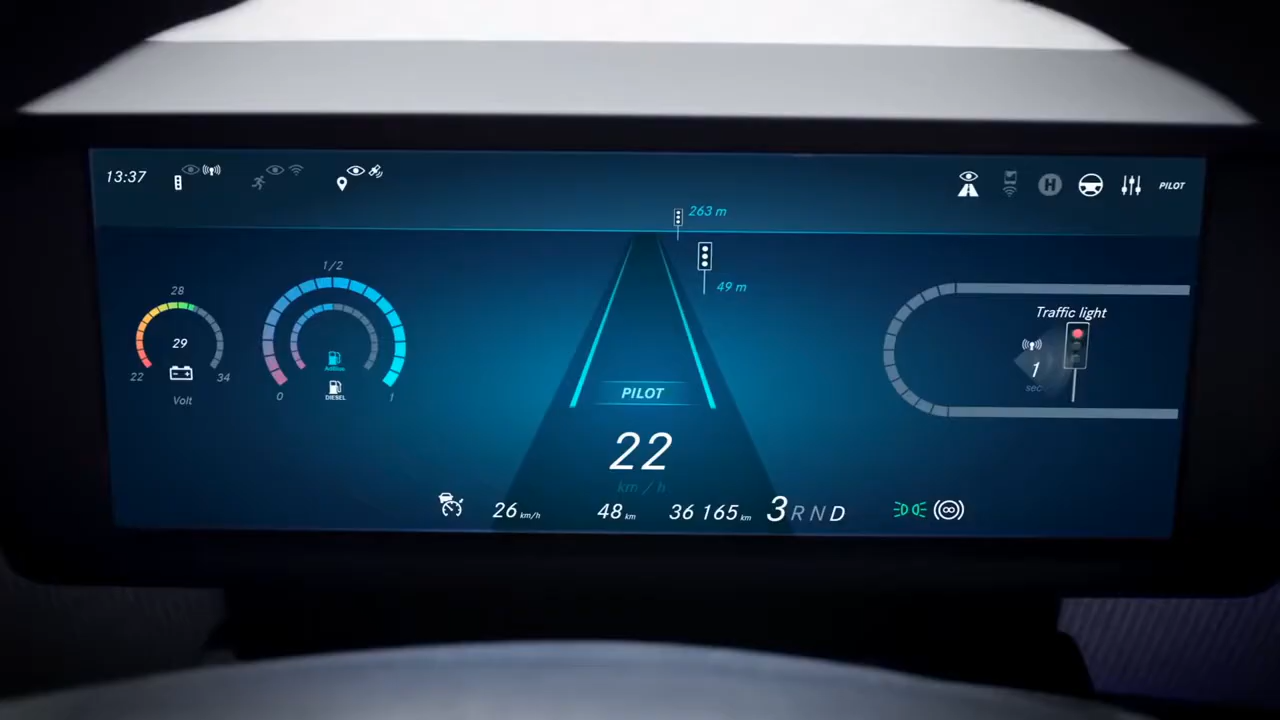 13:37
H
PILOT
263 m
49 m
28
29
22
34
Volt
1/2
AdBlue
DIESEL
0
1
PILOT
22
km / h
Traffic light
1
sec
26 km/h
48 km
36 165 km
3 R N D